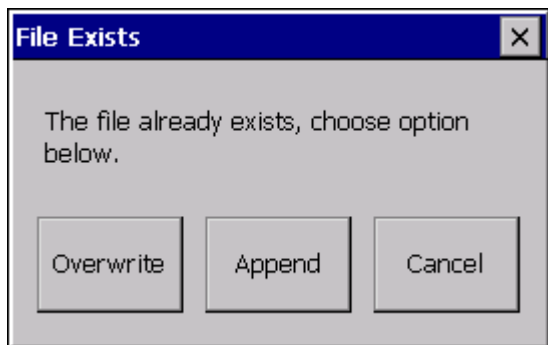 File Exists
The file already exists, choose option
below.
Overwrite Append Cancel